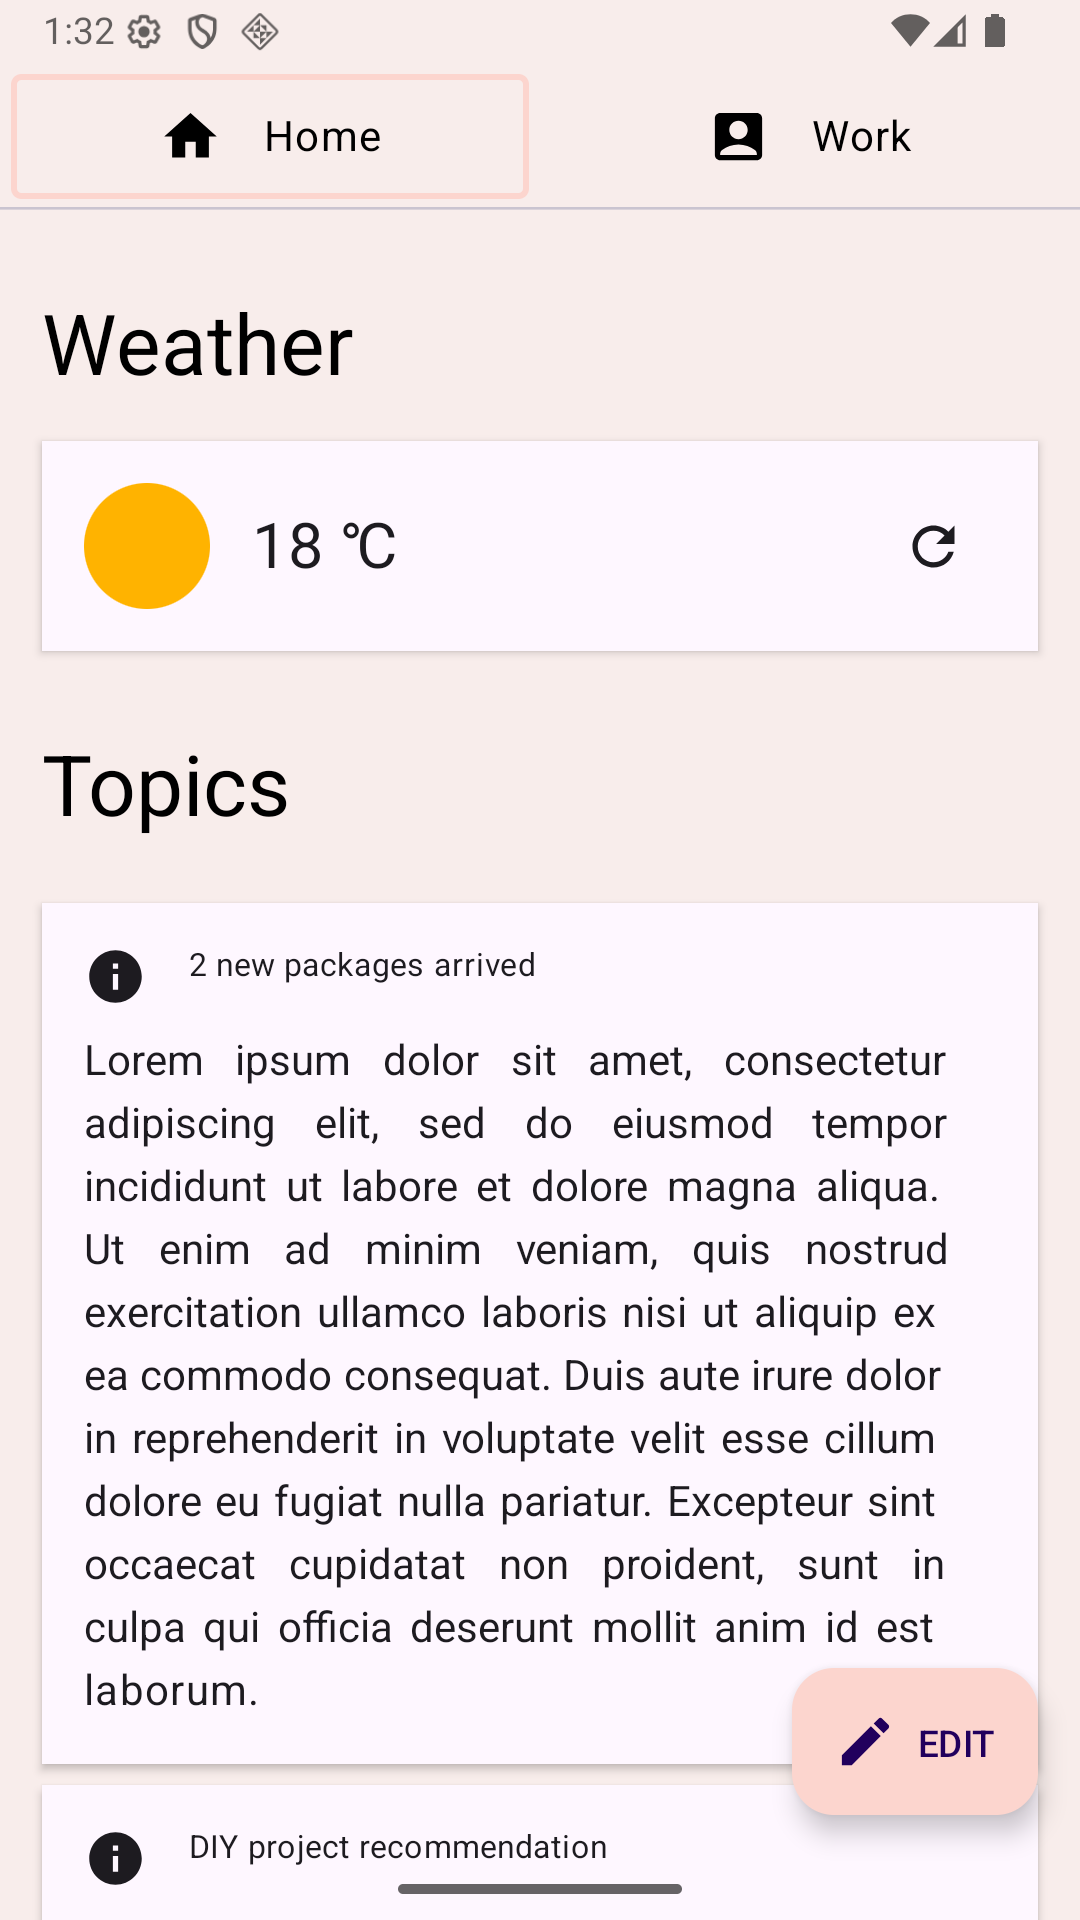 1:32
Home
Work
Weather
18 ℃
Topics
2 new packages arrived
Lorem ipsum dolor sit amet, consectetur
adipiscing elit, sed do eiusmod tempor
incididunt ut labore et dolore magna aliqua.
Ut enim ad minim veniam, quis nostrud
exercitation ullamco laboris nisi ut aliquip ex
ea commodo consequat. Duis aute irure dolor
in reprehenderit in voluptate velit esse cillum
dolore eu fugiat nulla pariatur. Excepteur sint
occaecat cupidatat non proident, sunt in
culpa qui officia deserunt mollit anim id est
laborum.
EDIT
DIY project recommendation